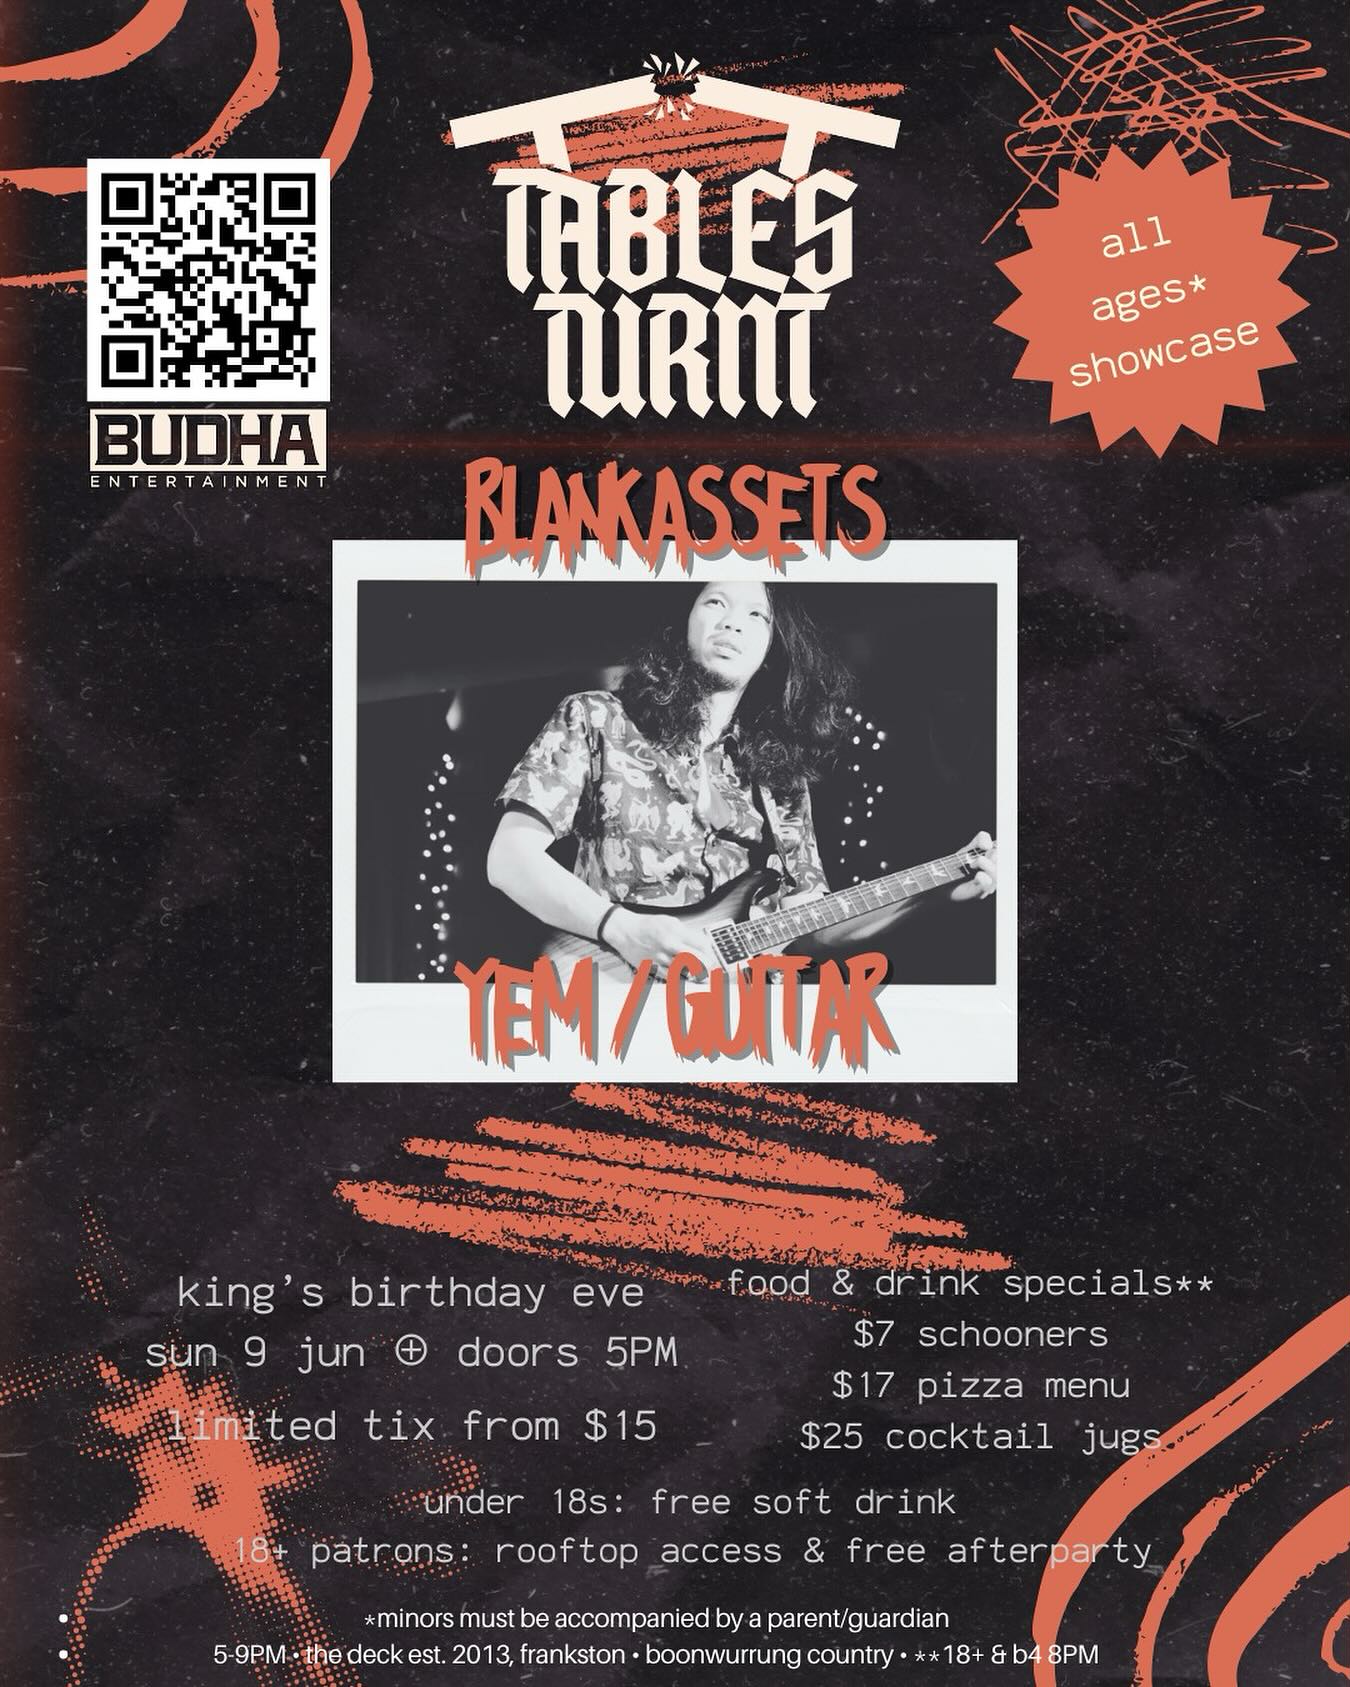 TABLES
TURNT
all
ages*
showcase
BUDHA
ENTERTAINMENT
BLANKASSETS
YEM / GUITAR
king's birthday eve
sun 9 jun ⊕ doors 5PM
limited tix from $15
food & drink specials**
$7 schooners
$17 pizza menu
$25 cocktail jugs
under 18s: free soft drink
18+ patrons: rooftop access & free afterparty
*minors must be accompanied by a parent/guardian
5-9PM • the deck est. 2013, frankston • boonwurrung country • **18+ & b4 8PM